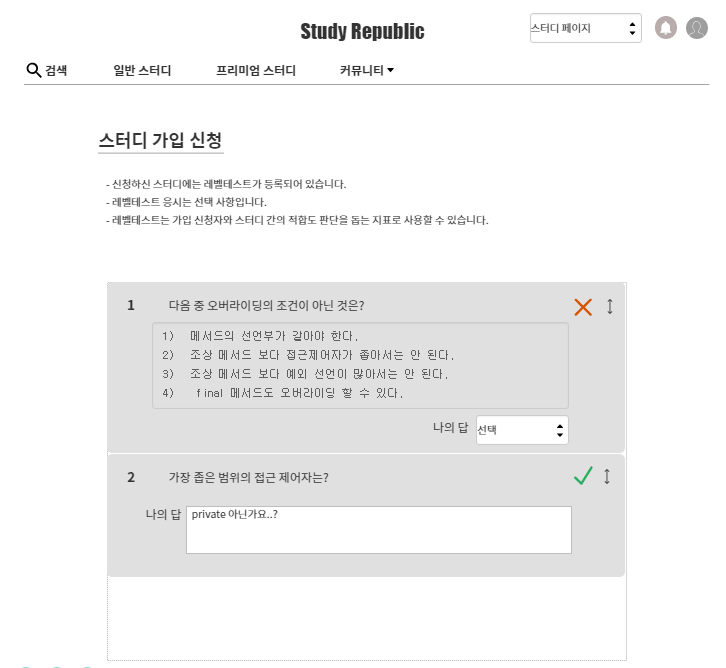 Study Republic
스터디 페이지
검색
일반 스터디
프리미엄 스터디
커뮤니티
스터디 가입 신청
- 신청하신 스터디에는 레벨테스트가 등록되어 있습니다.
- 레벨테스트 응시는 선택 사항입니다.
- 레벨테스트는 가입 신청자와 스터디 간의 적합도 판단을 돕는 지표로 사용할 수 있습니다.
1 다음 중 오버라이딩의 조건이 아닌 것은?
1) 메서드의 선언부가 같아야 한다.
2) 조상 메서드 보다 접근제어자가 좁아서는 안 된다.
3) 조상 메서드 보다 예외 선언이 많아서는 안 된다.
4) final 메서드도 오버라이딩 할 수 있다.
나의 답 선택
2 가장 좁은 범위의 접근 제어자는?
나의 답 private 아닌가요..?